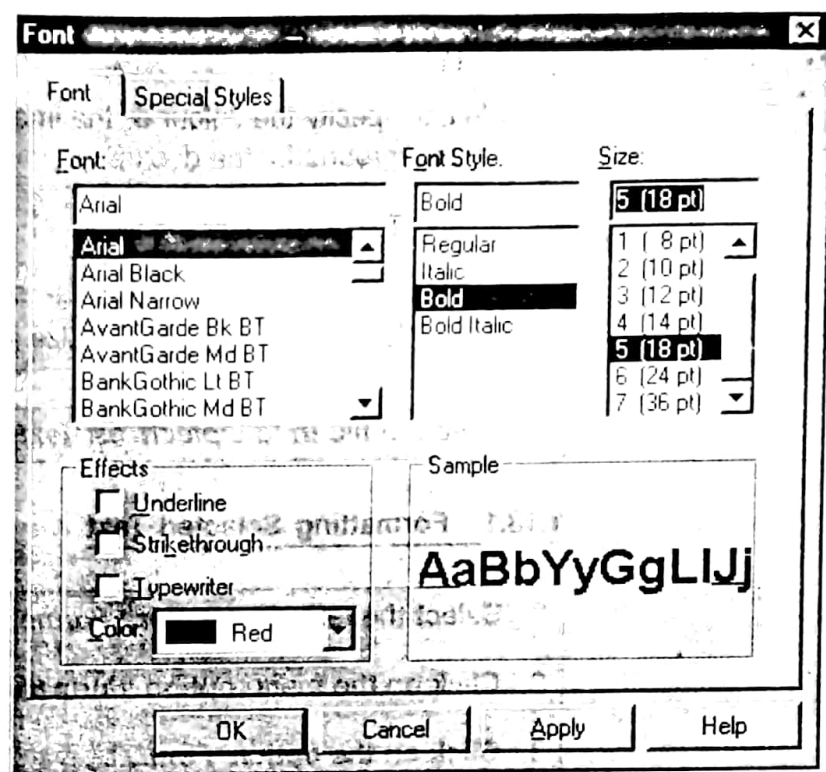 Font
Font Special Styles
Font: Font Style. Size:
Arial Bold 5 (18 pt)
Arial Regular 1 ( 8 pt)
Arial Black Italic 2 (10 pt)
Arial Narrow Bold 3 (12 pt)
AvantGarde Bk BT Bold Italic 4 (14 pt)
AvantGarde Md BT 5 (18 pt)
BankGothic Lt BT 6 (24 pt)
BankGothic Md BT 7 (36 pt)
Effects Sample
Underline
Strikethrough
Typewriter
Color: Red
AaBbYyGgLlJj
OK Cancel Apply Help